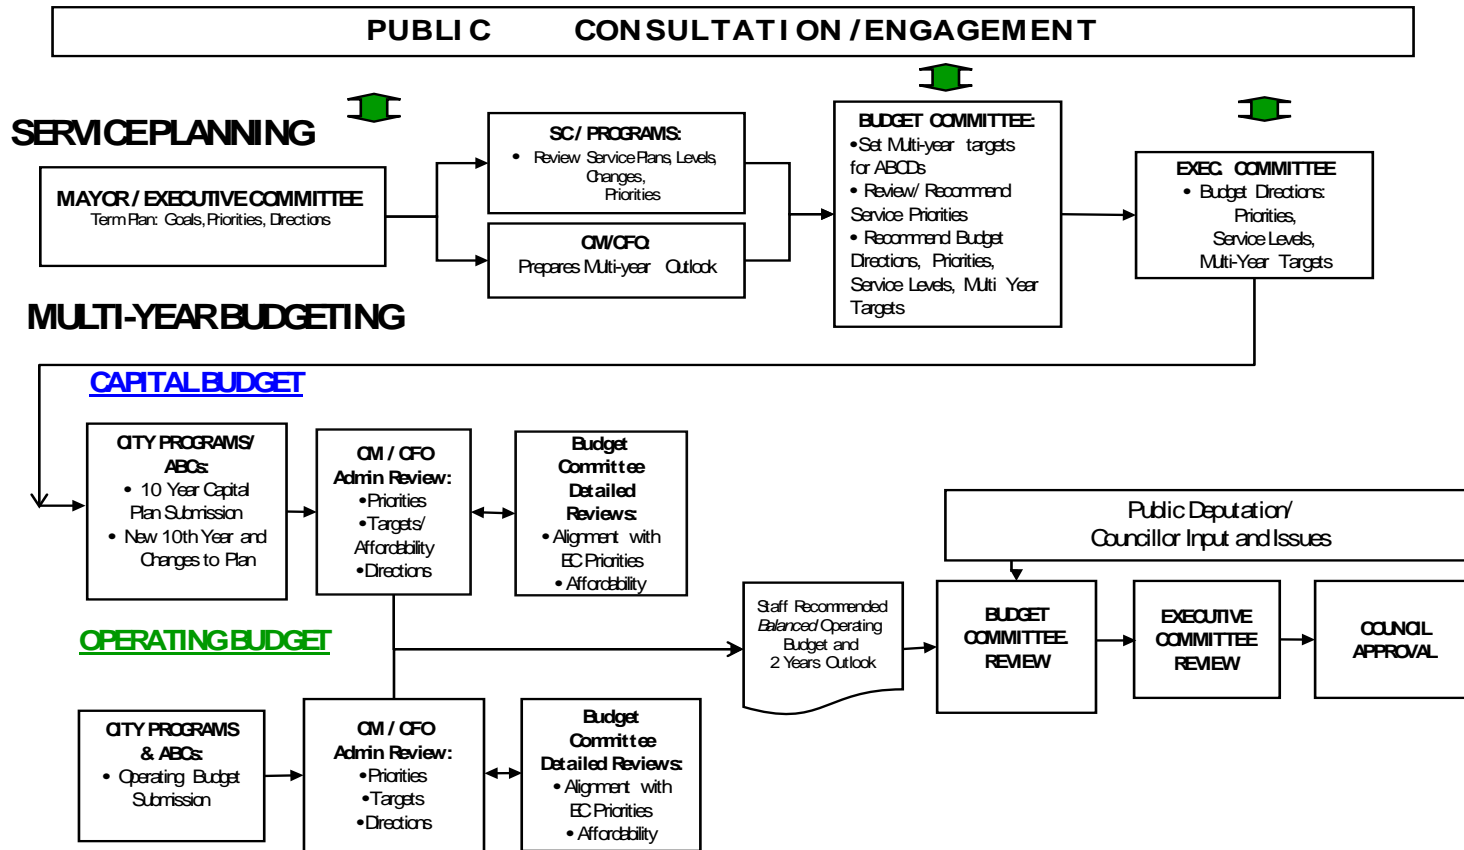 PUBLIC CONSULTATION / ENGAGEMENT
SERVICE PLANNING
MAYOR / EXECUTIVE COMMITTEE
Term Plan: Goals, Priorities, Directions
SC / PROGRAMS:
• Review Service Plans, Levels,
Changes,
Priorities
CM/CFO:
Prepares Multi-year Outlook
BUDGET COMMITTEE:
•Set Multi-year targets
for ABCDs
• Review/ Recommend
Service Priorities
• Recommend Budget
Directions, Priorities,
Service Levels, Multi Year
Targets
EXEC. COMMITTEE
• Budget Directions:
Priorities,
Service Levels,
Multi-Year Targets
MULTI-YEAR BUDGETING
CAPITAL BUDGET
CITY PROGRAMS/
ABCs:
• 10 Year Capital
Plan Submission
• New 10th Year and
Changes to Plan
CM / CFO
Admin Review:
•Priorities
•Targets/
Affordability
•Directions
Budget
Committee
Detailed
Reviews:
• Alignment with
EC Priorities
• Affordability
Public Deputation/
Councillor Input and Issues
Staff Recommended
Balanced Operating
Budget and
2 Years Outlook
BUDGET
COMMITTEE.
REVIEW
EXECUTIVE
COMMITTEE
REVIEW
COUNCIL
APPROVAL
OPERATING BUDGET
CITY PROGRAMS
& ABCs:
• Operating Budget
Submission
CM / CFO
Admin Review:
•Priorities
•Targets
•Directions
Budget
Committee
Detailed Reviews:
• Alignment with
EC Priorities
• Affordability